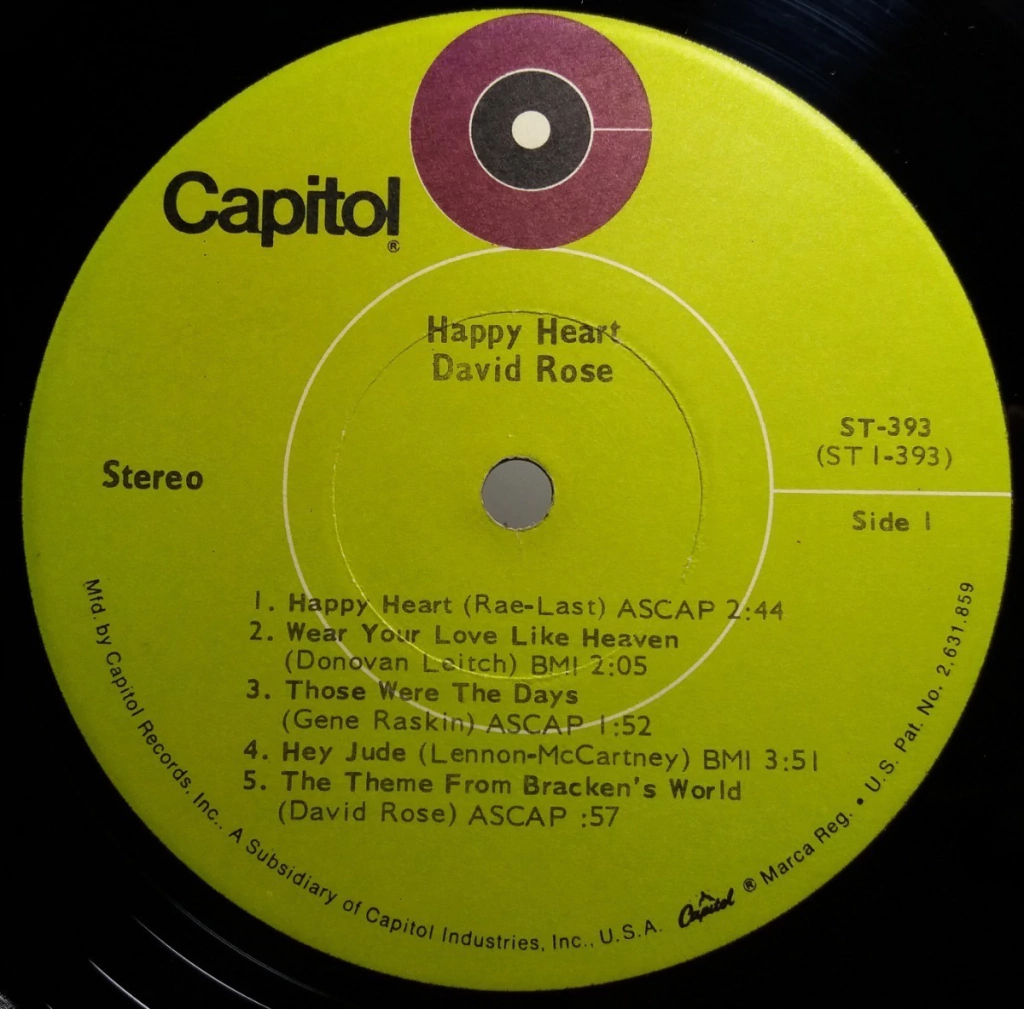 Capitol®
Happy Heart
David Rose
ST-393
(ST 1-393)
Stereo
Side 1
1. Happy Heart (Rae-Last) ASCAP 2:44
2. Wear Your Love Like Heaven
(Donovan Leitch) BMI 2:05
3. Those Were The Days
(Gene Raskin) ASCAP 1:52
4. Hey Jude (Lennon-McCartney) BMI 3:51
5. The Theme From Bracken's World
(David Rose) ASCAP :57
Mfd. by Capitol Records, Inc., A Subsidiary of Capitol Industries, Inc., U.S.A. Capitol ® Marca Reg. • U.S. Pat. No. 2,631,859